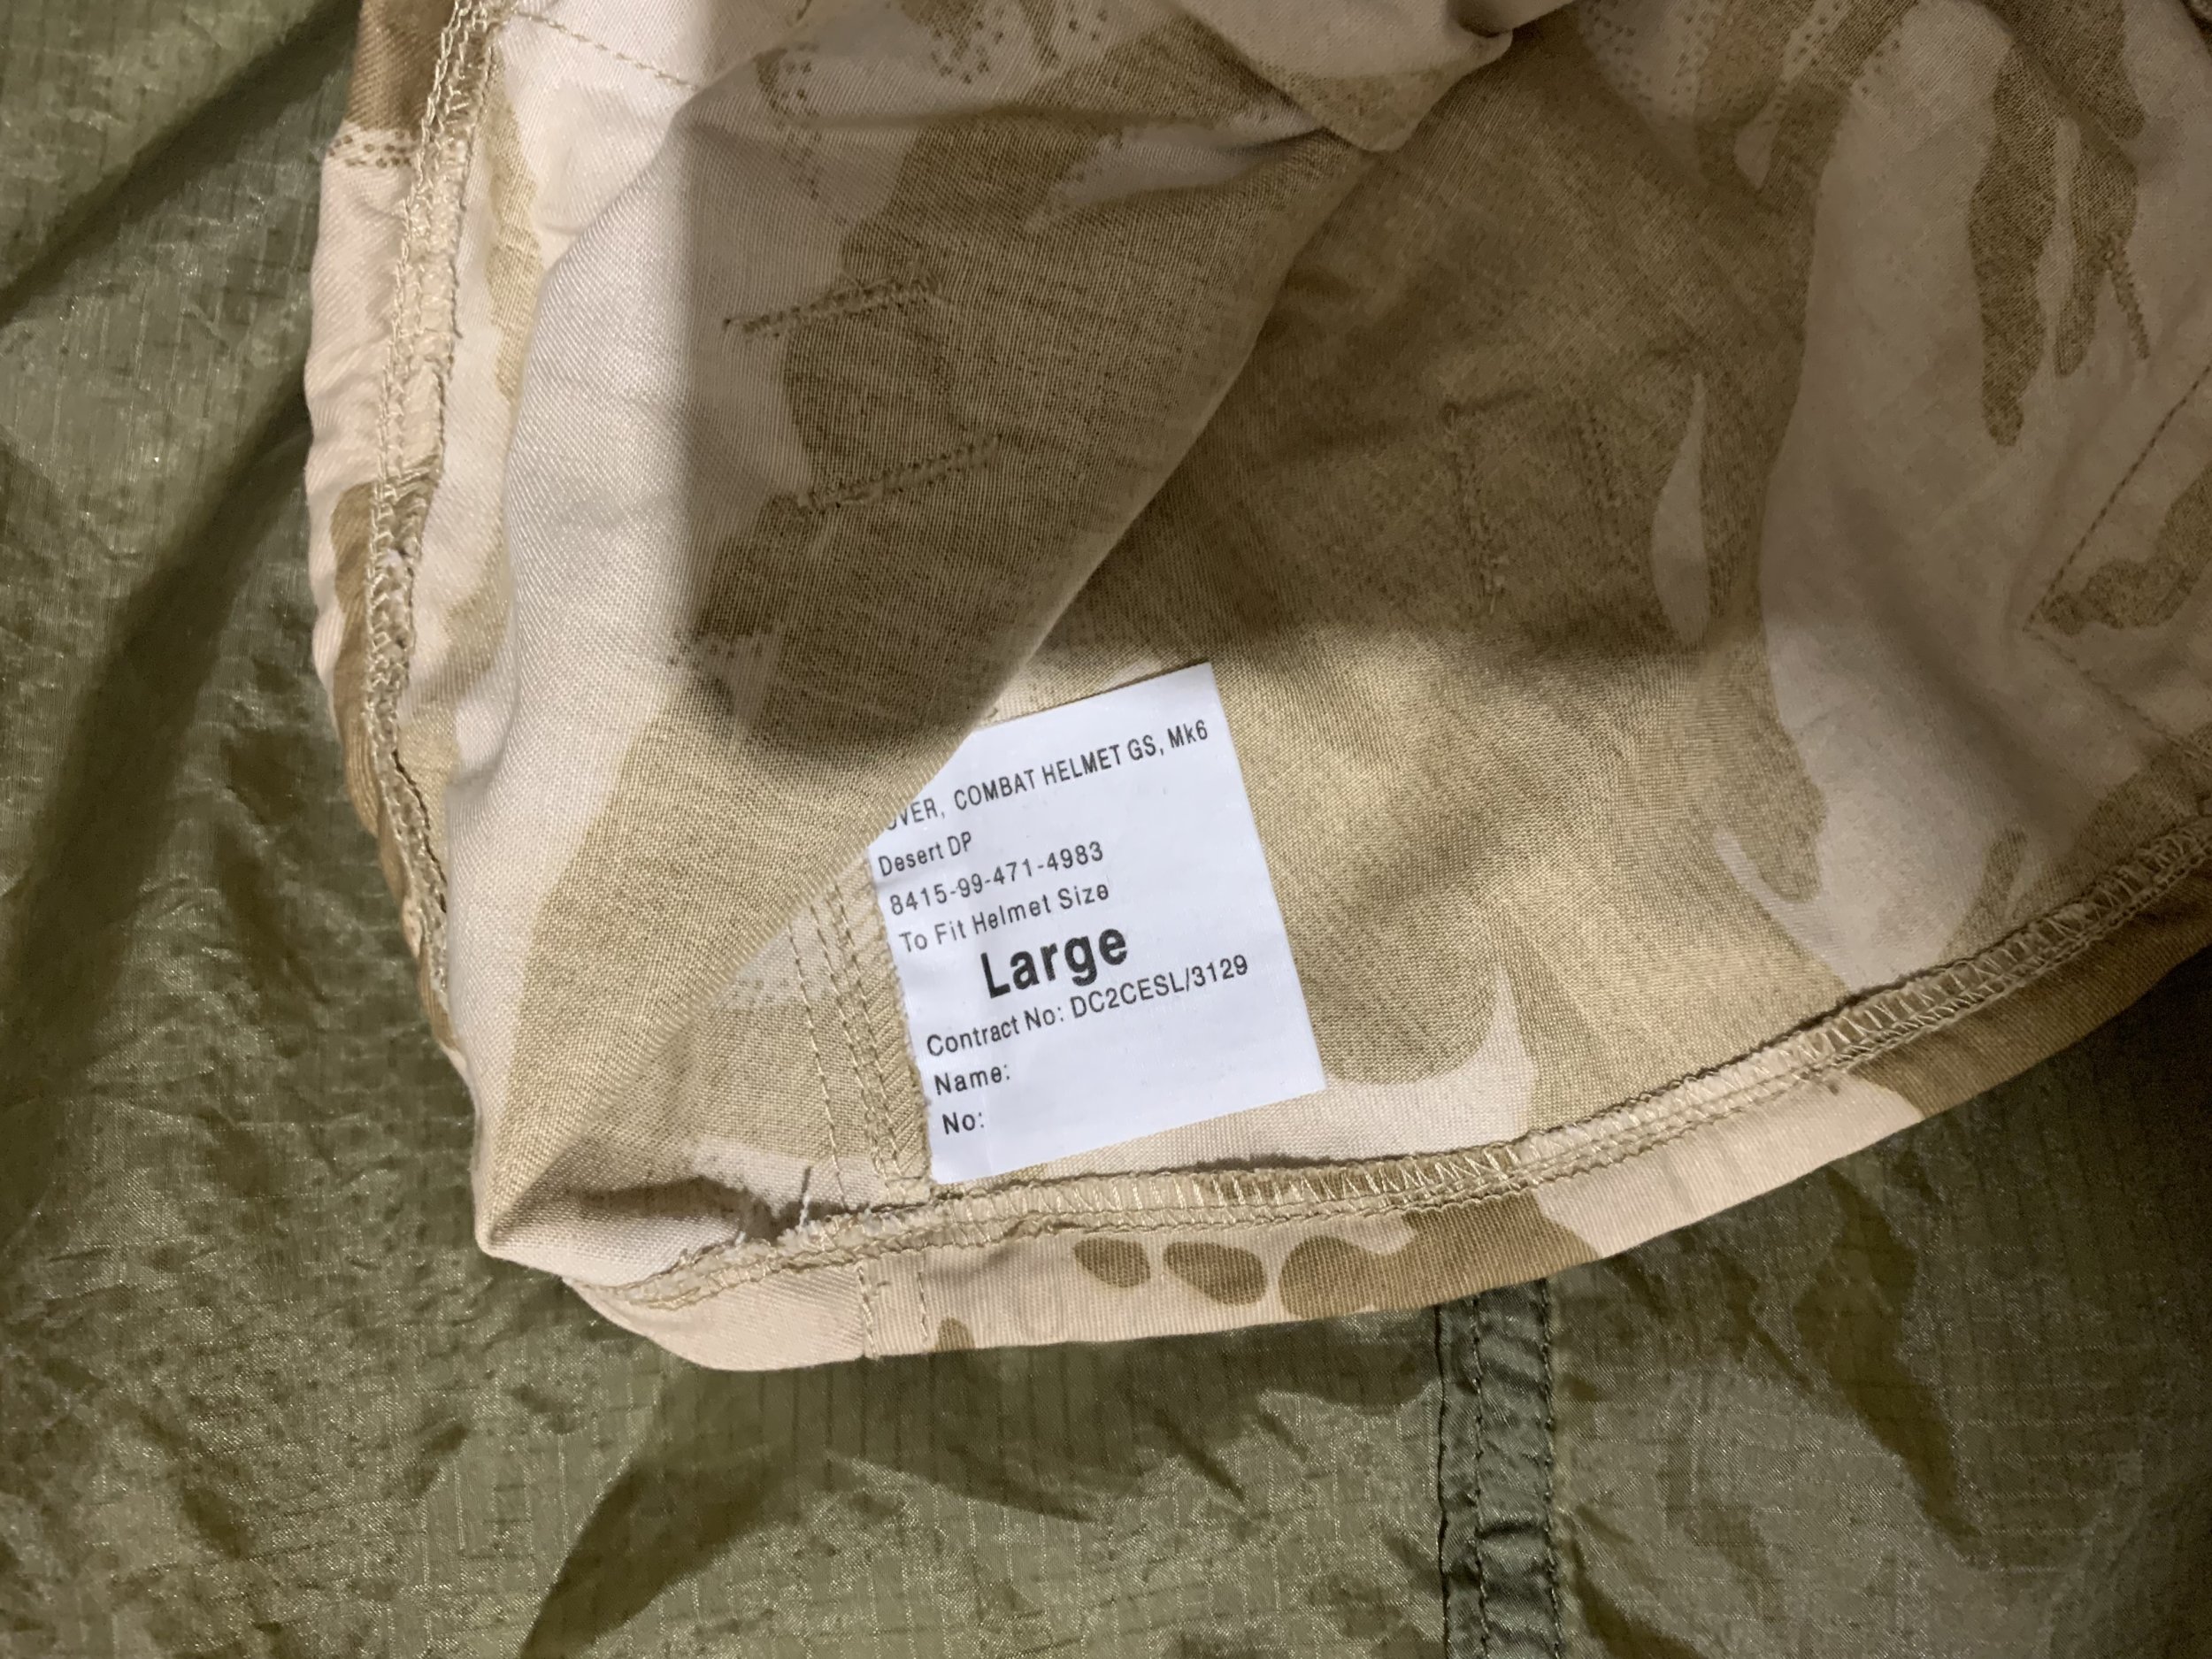 OVER, COMBAT HELMET GS, Mk6
Desert DP
8415-99-471-4983
To Fit Helmet Size
Large
Contract No: DC2CESL/3129
Name:
No: